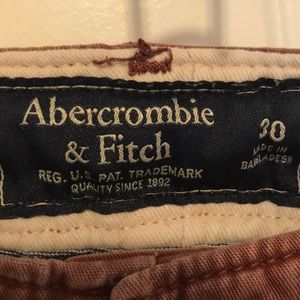 Abercrombie
& Fitch
REG. U.S. PAT. TRADEMARK
QUALITY SINCE 1892
30
MADE IN
BANGLADESH